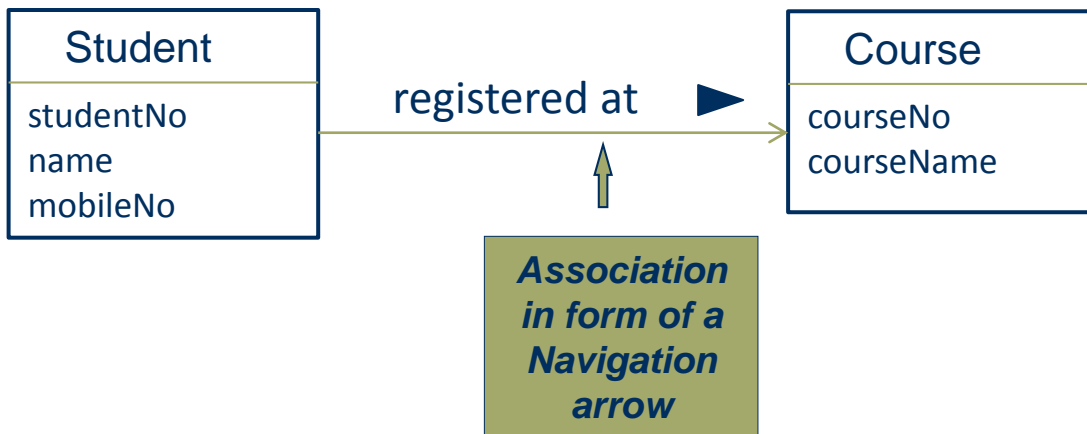 Student
studentNo
name
mobileNo
registered at
Course
courseNo
courseName
Association
in form of a
Navigation
arrow